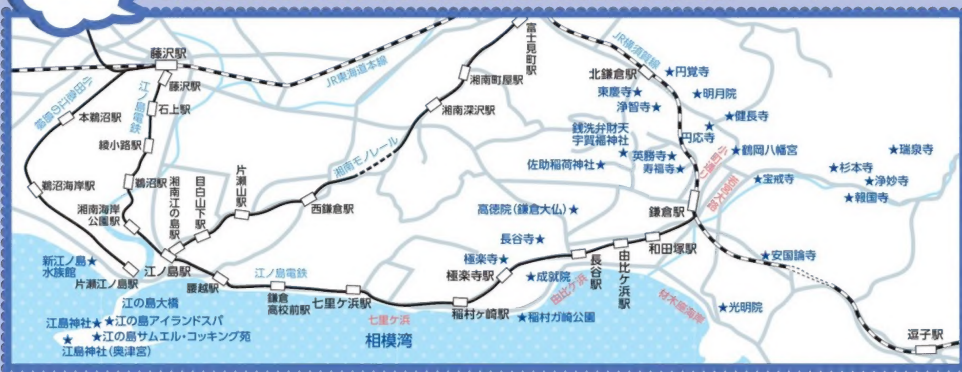 藤沢駅
藤沢駅
江ノ島電鉄
石上駅
本鵠沼駅
綾小路駅
鵠沼駅
鵠沼海岸駅
湘南海岸
公園駅
湘南江の島駅
目白山下駅
片瀬山駅
西鎌倉駅
湘南モノレール
湘南深沢駅
湘南町屋駅
富士見町駅
JR東海道本線
JR横須賀線
北鎌倉駅
★円覚寺
東慶寺★
★明月院
浄智寺★
★健長寺
円応寺
銭洗弁財天
宇賀福神社
英勝寺★
寿福寺★
佐助稲荷神社★
★鶴岡八幡宮
小町通り
若宮大路
★宝戒寺
杉本寺
★瑞泉寺
★浄妙寺
★報国寺
高徳院(鎌倉大仏)★
鎌倉駅
長谷寺★
和田塚駅
由比ヶ浜駅
長谷駅
極楽寺★
極楽寺駅
★成就院
由比ケ浜
材木座海岸
★安国論寺
★光明院
逗子駅
新江ノ島★
水族館
片瀬江ノ島駅
江ノ島駅
腰越駅
江ノ島電鉄
鎌倉
高校前駅
七里ケ浜駅
七里ケ浜
稲村ヶ崎駅
★稲村ガ崎公園
相模湾
江の島大橋
江島神社★
★江の島アイランドスパ
★江の島サムエル・コッキング苑
★
江島神社(奥津宮)